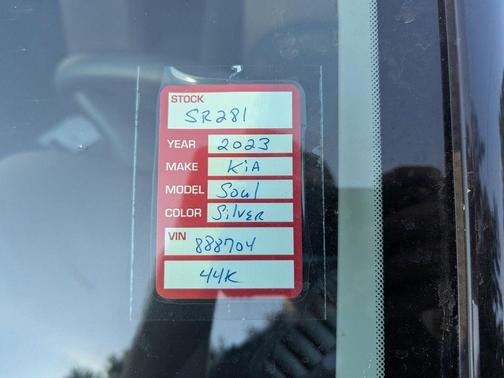 STOCK
SR281
YEAR 2023
MAKE KiA
MODEL Soul
COLOR Silver
VIN 888704
44K